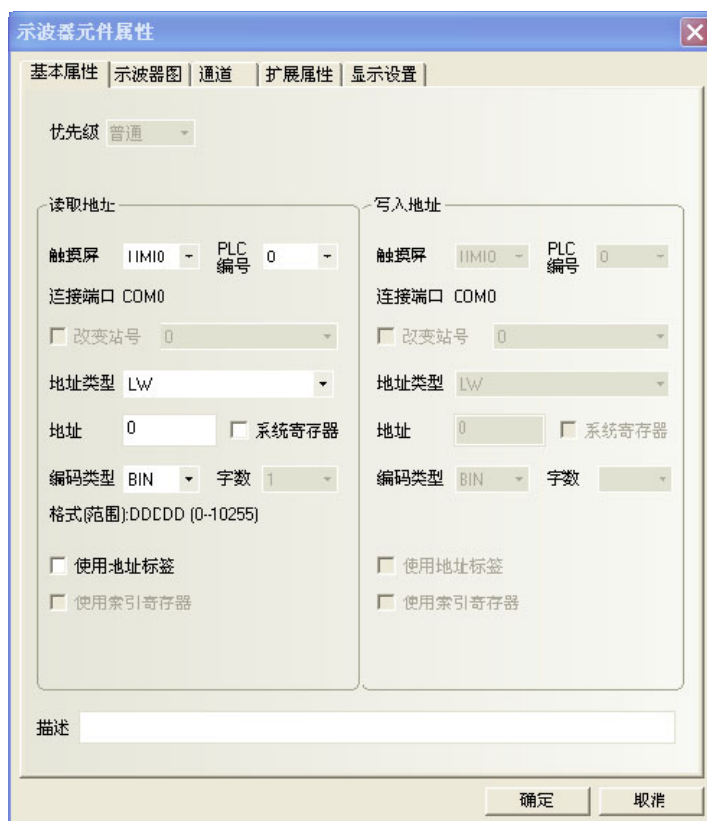 示波器元件属性
基本属性 示波器图 通道 扩展属性 显示设置
优先级 普通
读取地址
触摸屏 HMI0 PLC编号 0
连接端口 COM0
改变站号 0
地址类型 LW
地址 0 系统寄存器
编码类型 BIN 字数 1
格式(范围):DDDDD (0--10255)
使用地址标签
使用索引寄存器
写入地址
触摸屏 HMI0 PLC编号 0
连接端口 COM0
改变站号 0
地址类型 LW
地址 0 系统寄存器
编码类型 BIN 字数
使用地址标签
使用索引寄存器
描述
确定 取消